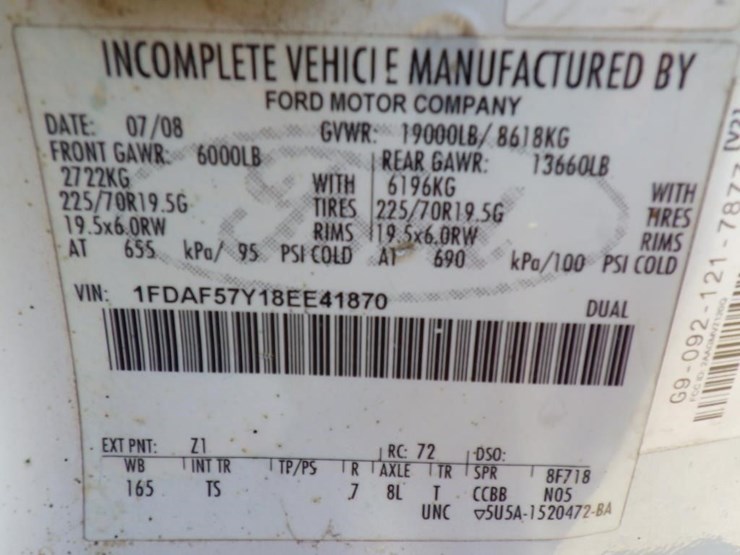 INCOMPLETE VEHICLE MANUFACTURED BY
FORD MOTOR COMPANY
DATE: 07/08 GVWR: 19000LB/ 8618KG
FRONT GAWR: 6000LB REAR GAWR: 13660LB
2722KG WITH 6196KG WITH
225/70R19.5G TIRES 225/70R19.5G TIRES
19.5x6.0RW RIMS 19.5x6.0RW RIMS
AT 655 kPa/ 95 PSI COLD AT 690 kPa/100 PSI COLD
VIN: 1FDAF57Y18EE41870 DUAL
EXT PNT: Z1 RC: 72 DSO:
WB INT TR TP/PS R AXLE TR SPR 8F718
165 TS 7 8L T CCBB N05
UNC ▽5U5A-1520472-BA
G9-092-121-787
[V2]